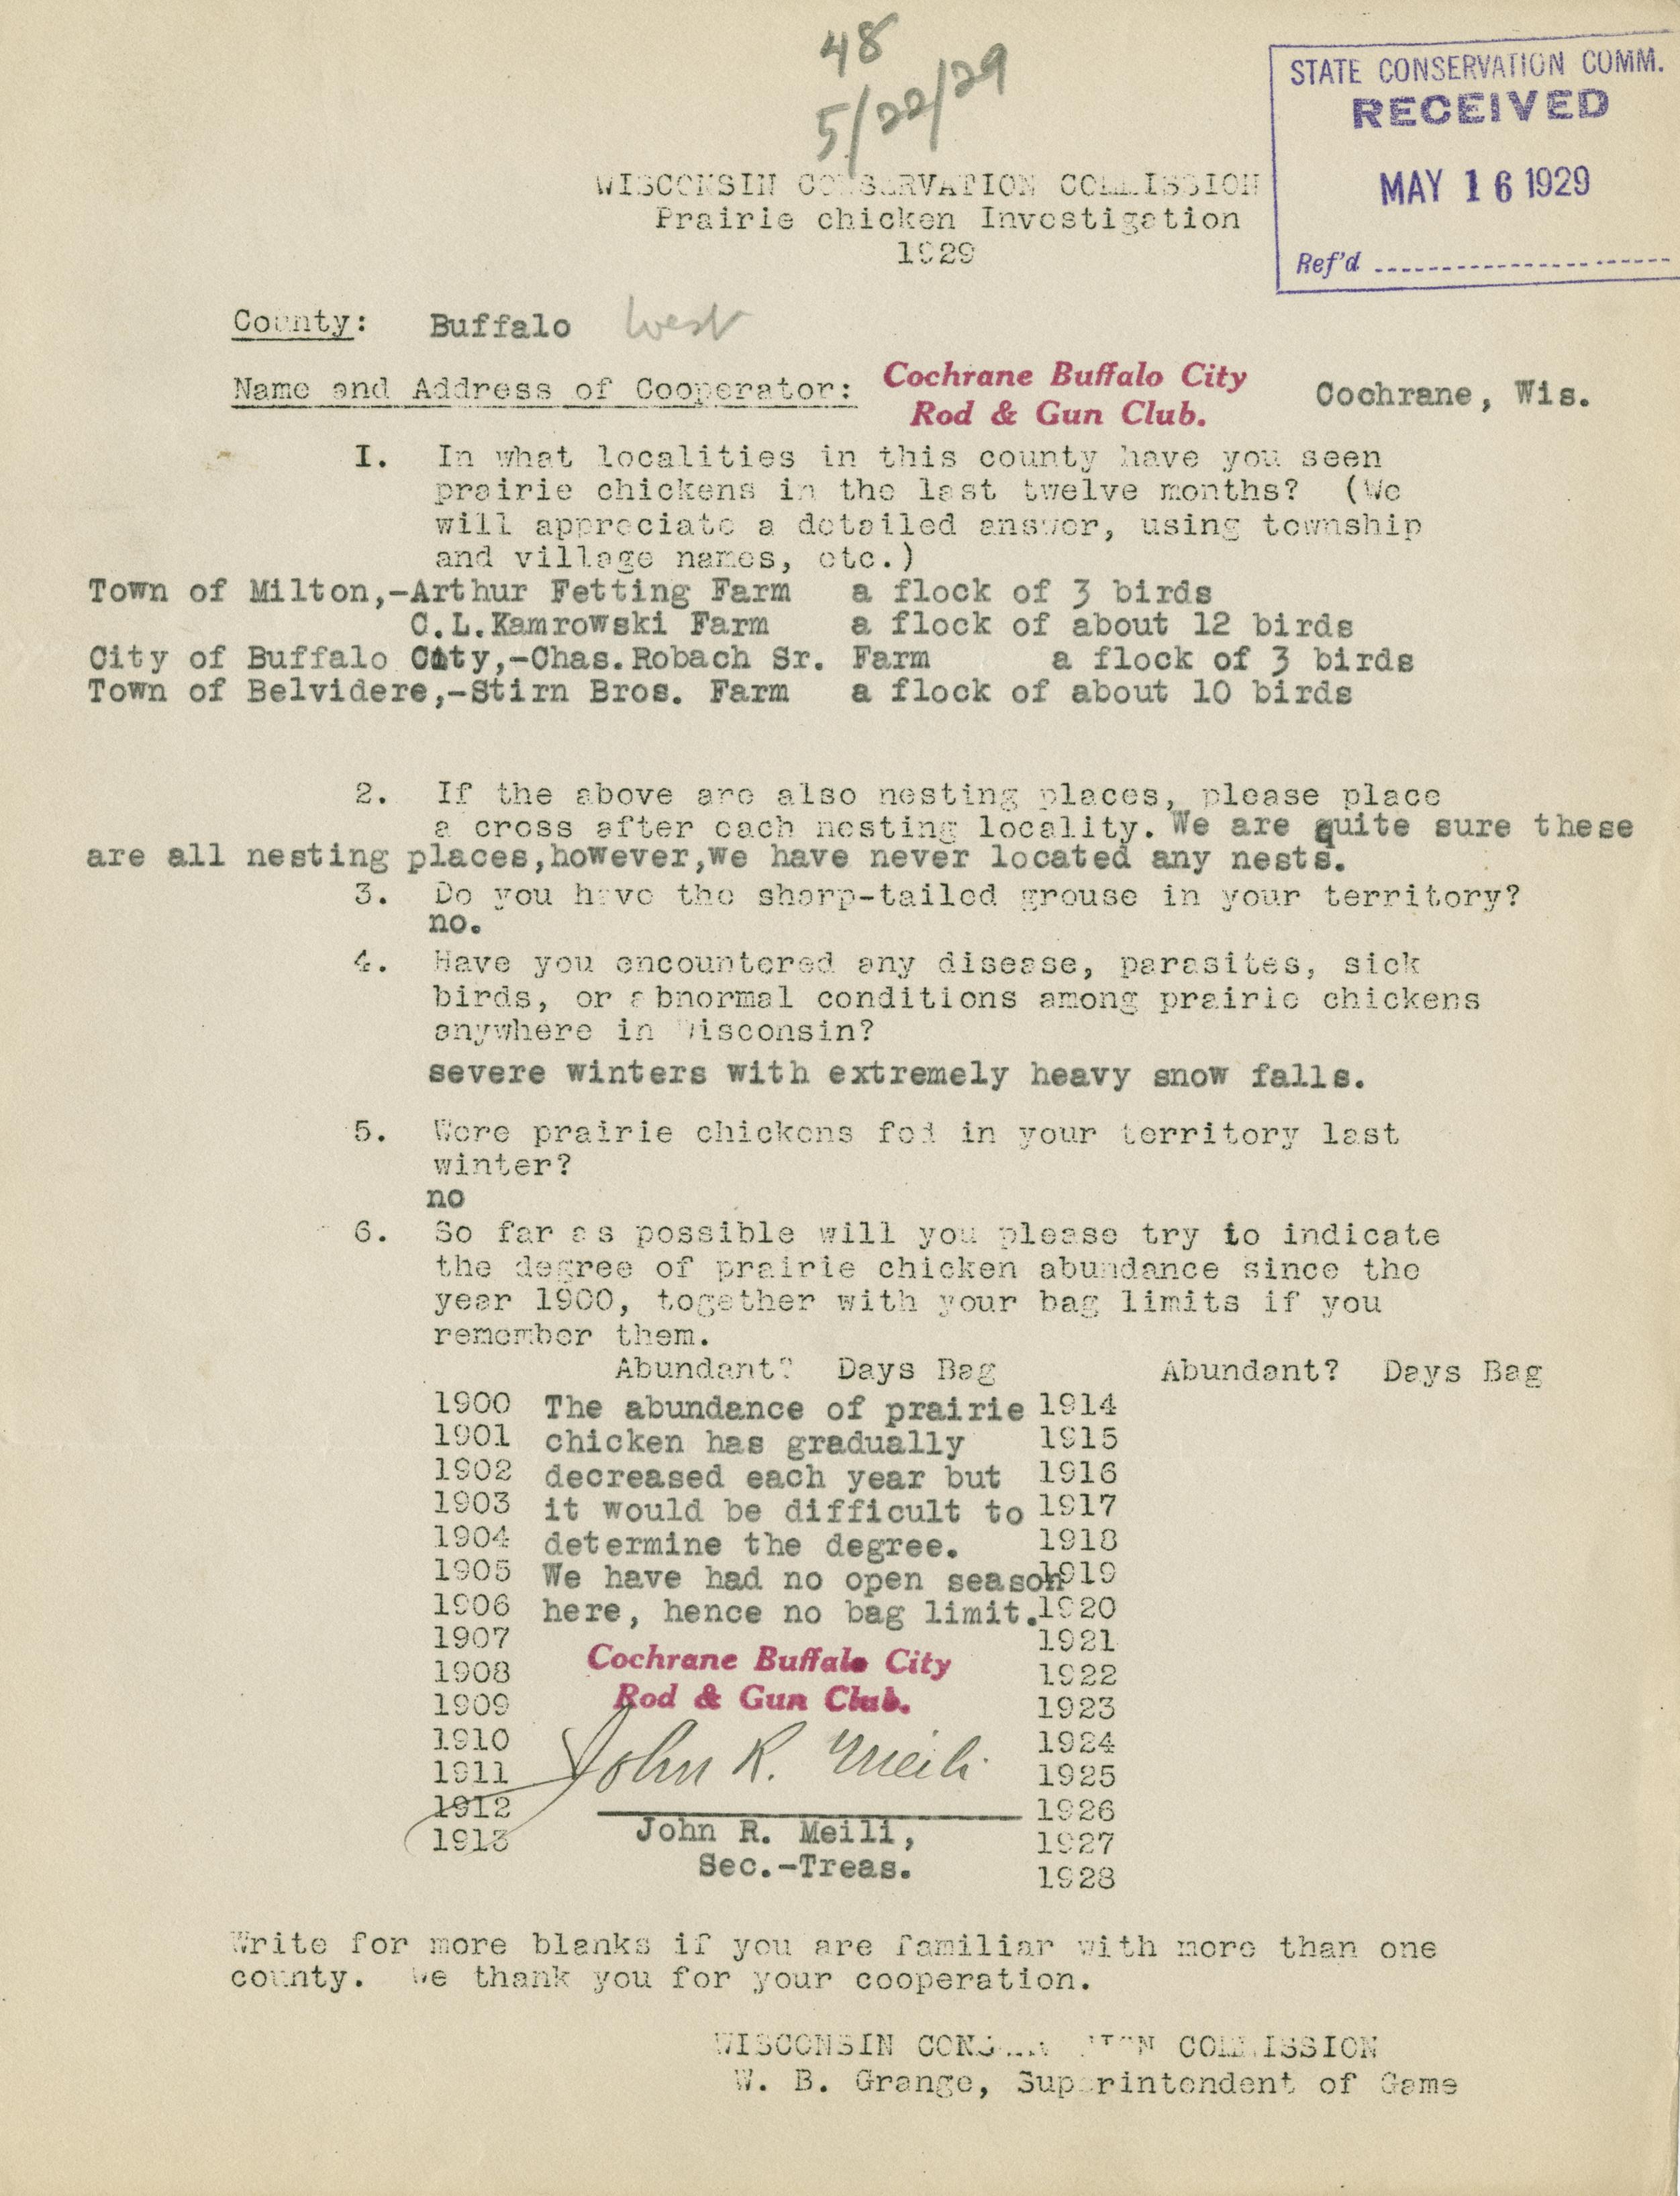 48
5/22/29
STATE CONSERVATION COMM.
RECEIVED
MAY 16 1929
Ref'd
WISCONSIN CONSERVATION COMMISSION
Prairie chicken Investigation
1929
County: Buffalo West
Name and Address of Cooperator: Cochrane Buffalo City Rod & Gun Club. Cochrane, Wis.
I. In what localities in this county have you seen
prairie chickens in the last twelve months? (We
will appreciate a detailed answer, using township
and village names, etc.)
Town of Milton,-Arthur Fetting Farm a flock of 3 birds
C.L.Kamrowski Farm a flock of about 12 birds
City of Buffalo City,-Chas.Robach Sr. Farm a flock of 3 birds
Town of Belvidere,-Stirn Bros. Farm a flock of about 10 birds
2. If the above are also nesting places, please place
a cross after each nesting locality. We are quite sure these
are all nesting places,however,we have never located any nests.
3. Do you have the sharp-tailed grouse in your territory?
no.
4. Have you encountered any disease, parasites, sick
birds, or abnormal conditions among prairie chickens
anywhere in Wisconsin?
severe winters with extremely heavy snow falls.
5. Were prairie chickens fed in your territory last
winter?
no
6. So far as possible will you please try to indicate
the degree of prairie chicken abundance since the
year 1900, together with your bag limits if you
remember them.
Abundant? Days Bag Abundant? Days Bag
1900 The abundance of prairie 1914
1901 chicken has gradually 1915
1902 decreased each year but 1916
1903 it would be difficult to 1917
1904 determine the degree. 1918
1905 We have had no open season 1919
1906 here, hence no bag limit. 1920
1907 1921
1908 Cochrane Buffalo City 1922
1909 Rod & Gun Club. 1923
1910 John R. Meili 1924
1911 1925
1912 1926
1913 John R. Meili, 1927
Sec.-Treas. 1928
Write for more blanks if you are familiar with more than one
county. We thank you for your cooperation.
WISCONSIN CONSERVATION COMMISSION
W. B. Grange, Superintendent of Game